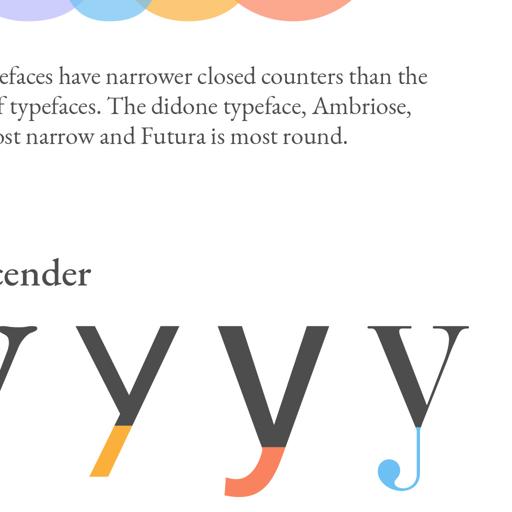 efaces have narrower closed counters than the
f typefaces. The didone typeface, Ambriose,
ost narrow and Futura is most round.
cender
y y y y